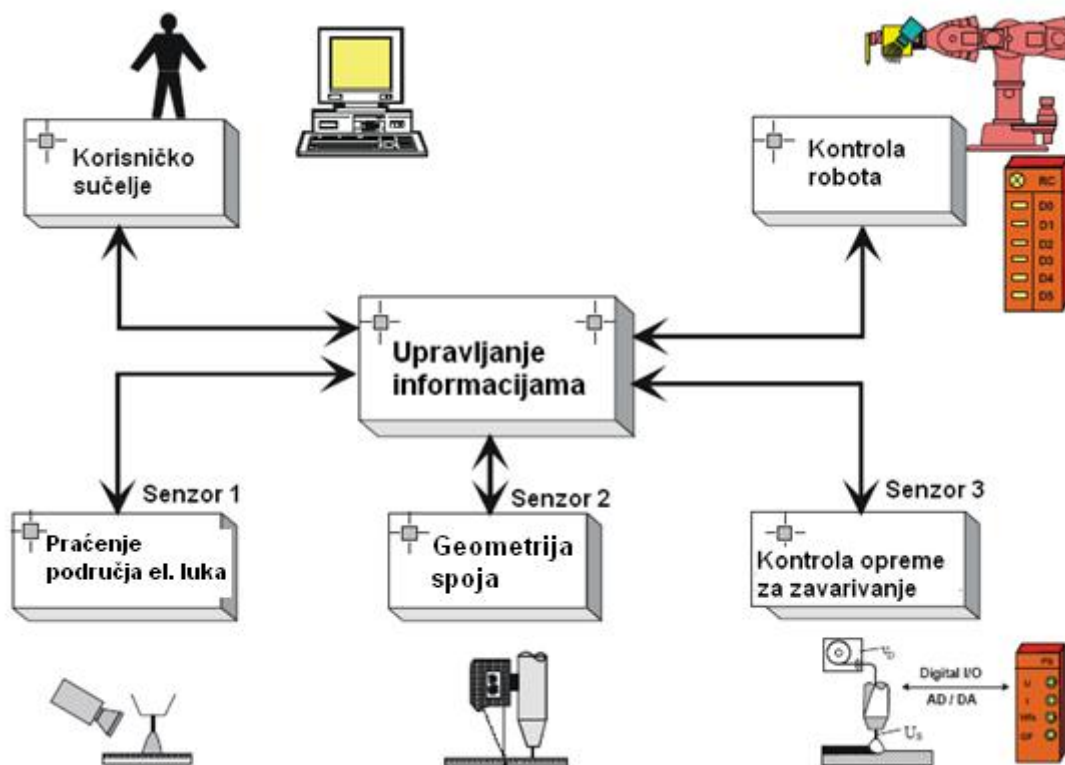 Korisničko
sučelje
Kontrola
robota
RC
D0
D1
D2
D3
D4
D5
Upravljanje
informacijama
Senzor 1
Senzor 2
Senzor 3
Praćenje
područja el. luka
Geometrija
spoja
Kontrola opreme
za zavarivanje
Digital I/O
AD / DA
U
I